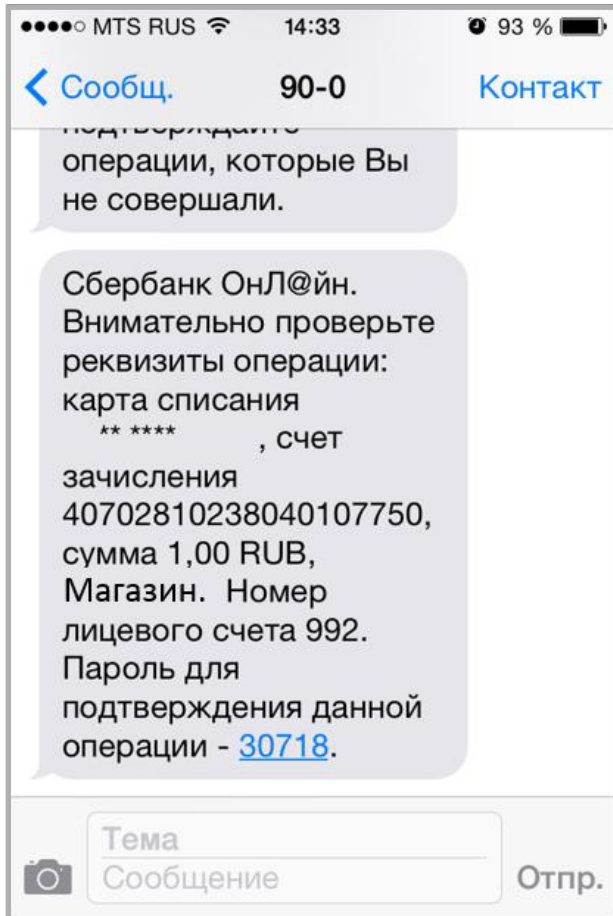 MTS RUS 14:33 93 %
Сообщ. 90-0 Контакт
подтверждайте
операции, которые Вы
не совершали.
Сбербанк ОнЛ@йн.
Внимательно проверьте
реквизиты операции:
карта списания
** **** , счет
зачисления
40702810238040107750,
сумма 1,00 RUB,
Магазин. Номер
лицевого счета 992.
Пароль для
подтверждения данной
операции - 30718.
Тема
Сообщение
Отпр.